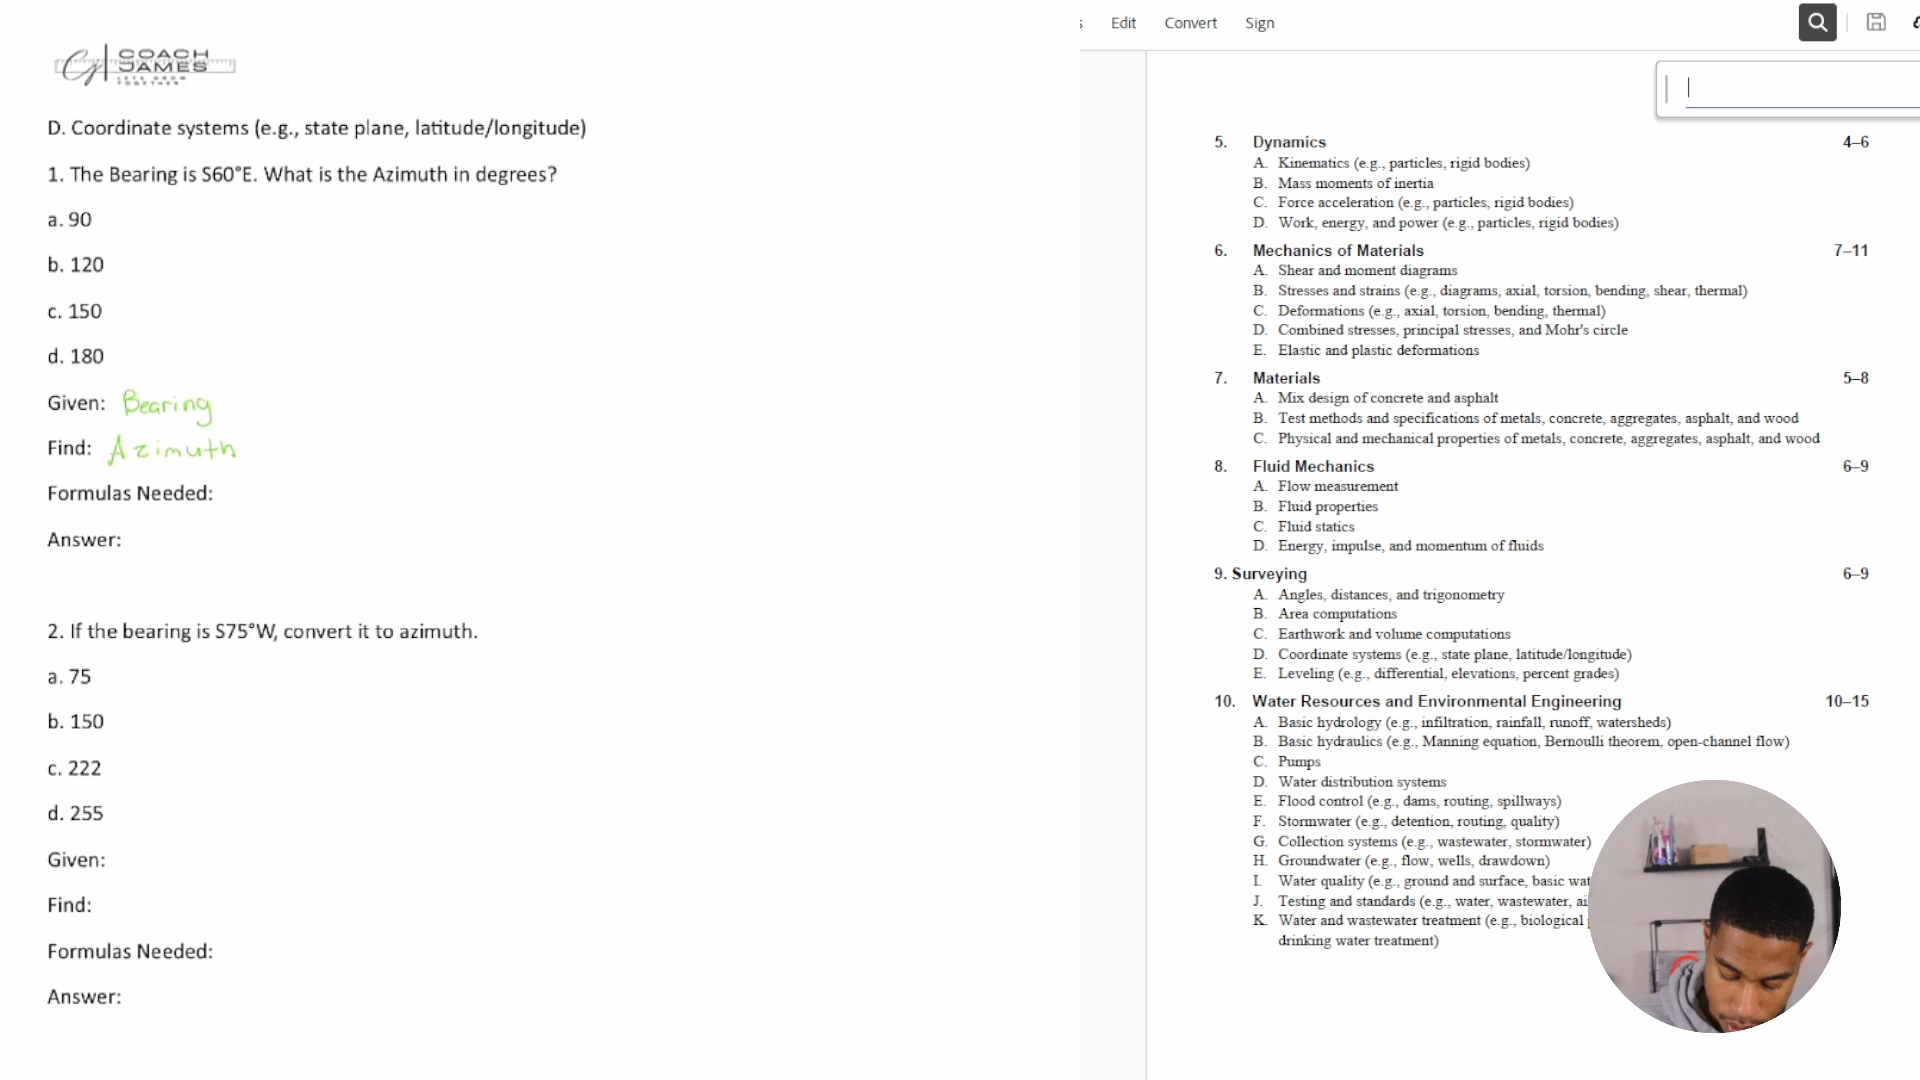 COACH
JAMES
LETS GROW
TOGETHER
D. Coordinate systems (e.g., state plane, latitude/longitude)
1. The Bearing is S60°E. What is the Azimuth in degrees?
a. 90
b. 120
c. 150
d. 180
Given: Bearing
Find: Azimuth
Formulas Needed:
Answer:
2. If the bearing is S75°W, convert it to azimuth.
a. 75
b. 150
c. 222
d. 255
Given:
Find:
Formulas Needed:
Answer:
Edit Convert Sign
5. Dynamics 4–6
A. Kinematics (e.g., particles, rigid bodies)
B. Mass moments of inertia
C. Force acceleration (e.g., particles, rigid bodies)
D. Work, energy, and power (e.g., particles, rigid bodies)
6. Mechanics of Materials 7–11
A. Shear and moment diagrams
B. Stresses and strains (e.g., diagrams, axial, torsion, bending, shear, thermal)
C. Deformations (e.g., axial, torsion, bending, thermal)
D. Combined stresses, principal stresses, and Mohr's circle
E. Elastic and plastic deformations
7. Materials 5–8
A. Mix design of concrete and asphalt
B. Test methods and specifications of metals, concrete, aggregates, asphalt, and wood
C. Physical and mechanical properties of metals, concrete, aggregates, asphalt, and wood
8. Fluid Mechanics 6–9
A. Flow measurement
B. Fluid properties
C. Fluid statics
D. Energy, impulse, and momentum of fluids
9. Surveying 6–9
A. Angles, distances, and trigonometry
B. Area computations
C. Earthwork and volume computations
D. Coordinate systems (e.g., state plane, latitude/longitude)
E. Leveling (e.g., differential, elevations, percent grades)
10. Water Resources and Environmental Engineering 10–15
A. Basic hydrology (e.g., infiltration, rainfall, runoff, watersheds)
B. Basic hydraulics (e.g., Manning equation, Bernoulli theorem, open-channel flow)
C. Pumps
D. Water distribution systems
E. Flood control (e.g., dams, routing, spillways)
F. Stormwater (e.g., detention, routing, quality)
G. Collection systems (e.g., wastewater, stormwater)
H. Groundwater (e.g., flow, wells, drawdown)
I. Water quality (e.g., ground and surface, basic
J. Testing and standards (e.g., water, wastewater,
K. Water and wastewater treatment (e.g., biological
drinking water treatment)